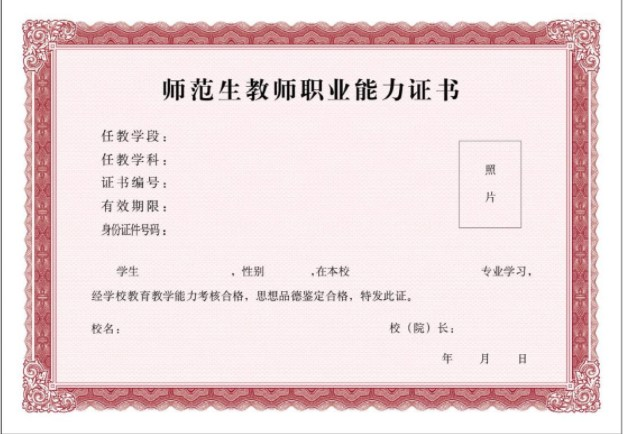 师范生教师职业能力证书
任教学段：
任教学科：
证书编号：
有效期限：
身份证件号码：
照
片
学生 ，性别 ,在本校 专业学习，
经学校教育教学能力考核合格，思想品德鉴定合格，特发此证。
校名： 校（院）长：
年 月 日